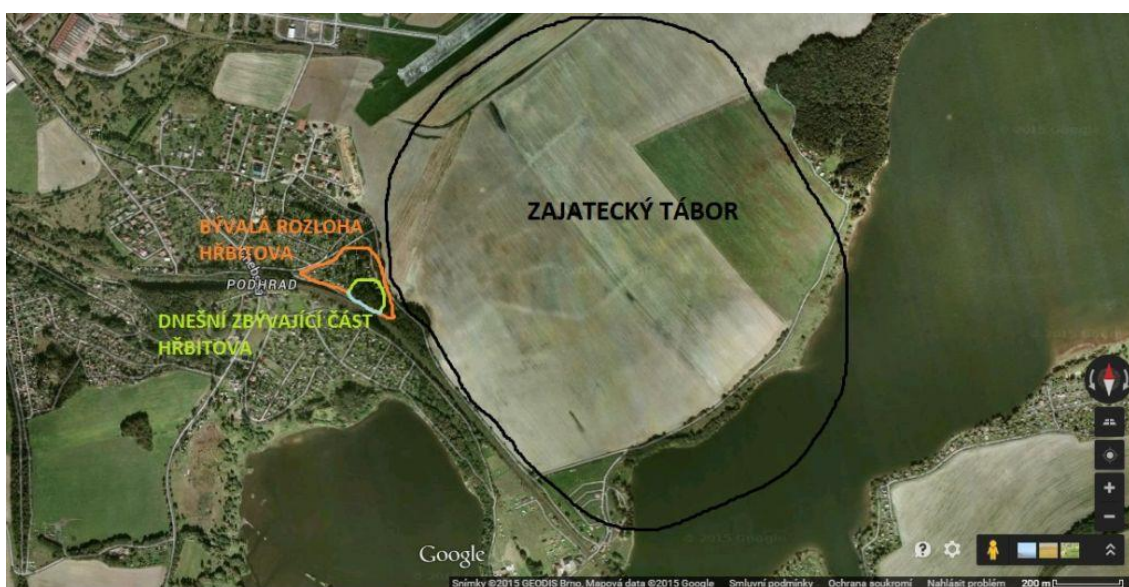 ZAJATECKÝ TÁBOR
BÝVALÁ ROZLOHA
HŘBITOVA
PODHRAD
DNEŠNÍ ZBÝVAJÍCÍ ČÁST
HŘBITOVA
Google
Snímky ©2015 GEODIS Brno, Mapová data ©2015 Google Smluvní podmínky Ochrana soukromí Nahlásit problém 200 m